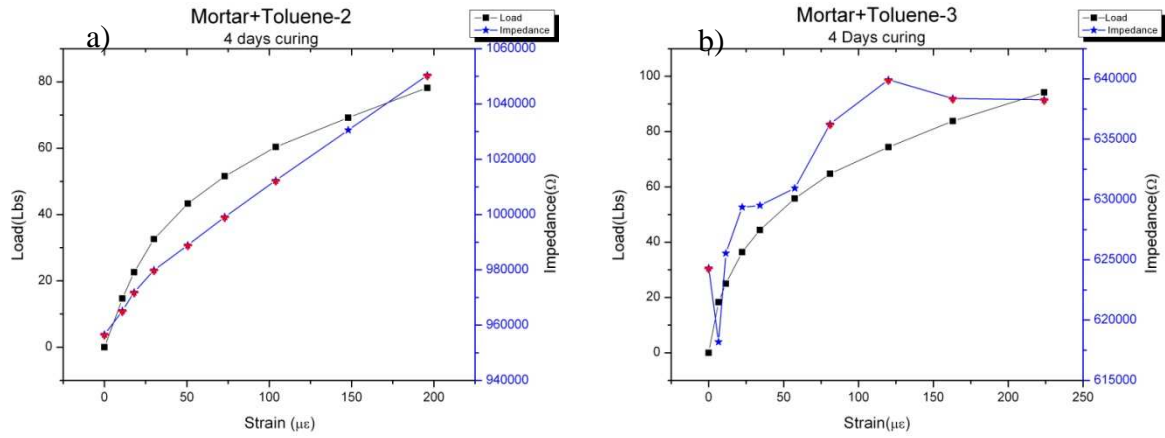 a)
Mortar+Toluene-2
4 days curing
Load
Impedance
Load(Lbs)
80
60
40
20
0
1060000
1040000
1020000
1000000
980000
960000
940000
Impedance(Ω)
0 50 100 150 200
Strain (με)
b)
Mortar+Toluene-3
4 Days curing
Load
Impedance
Load(Lbs)
100
80
60
40
20
0
640000
635000
630000
625000
620000
615000
Impedance(Ω)
0 50 100 150 200 250
Strain(με)